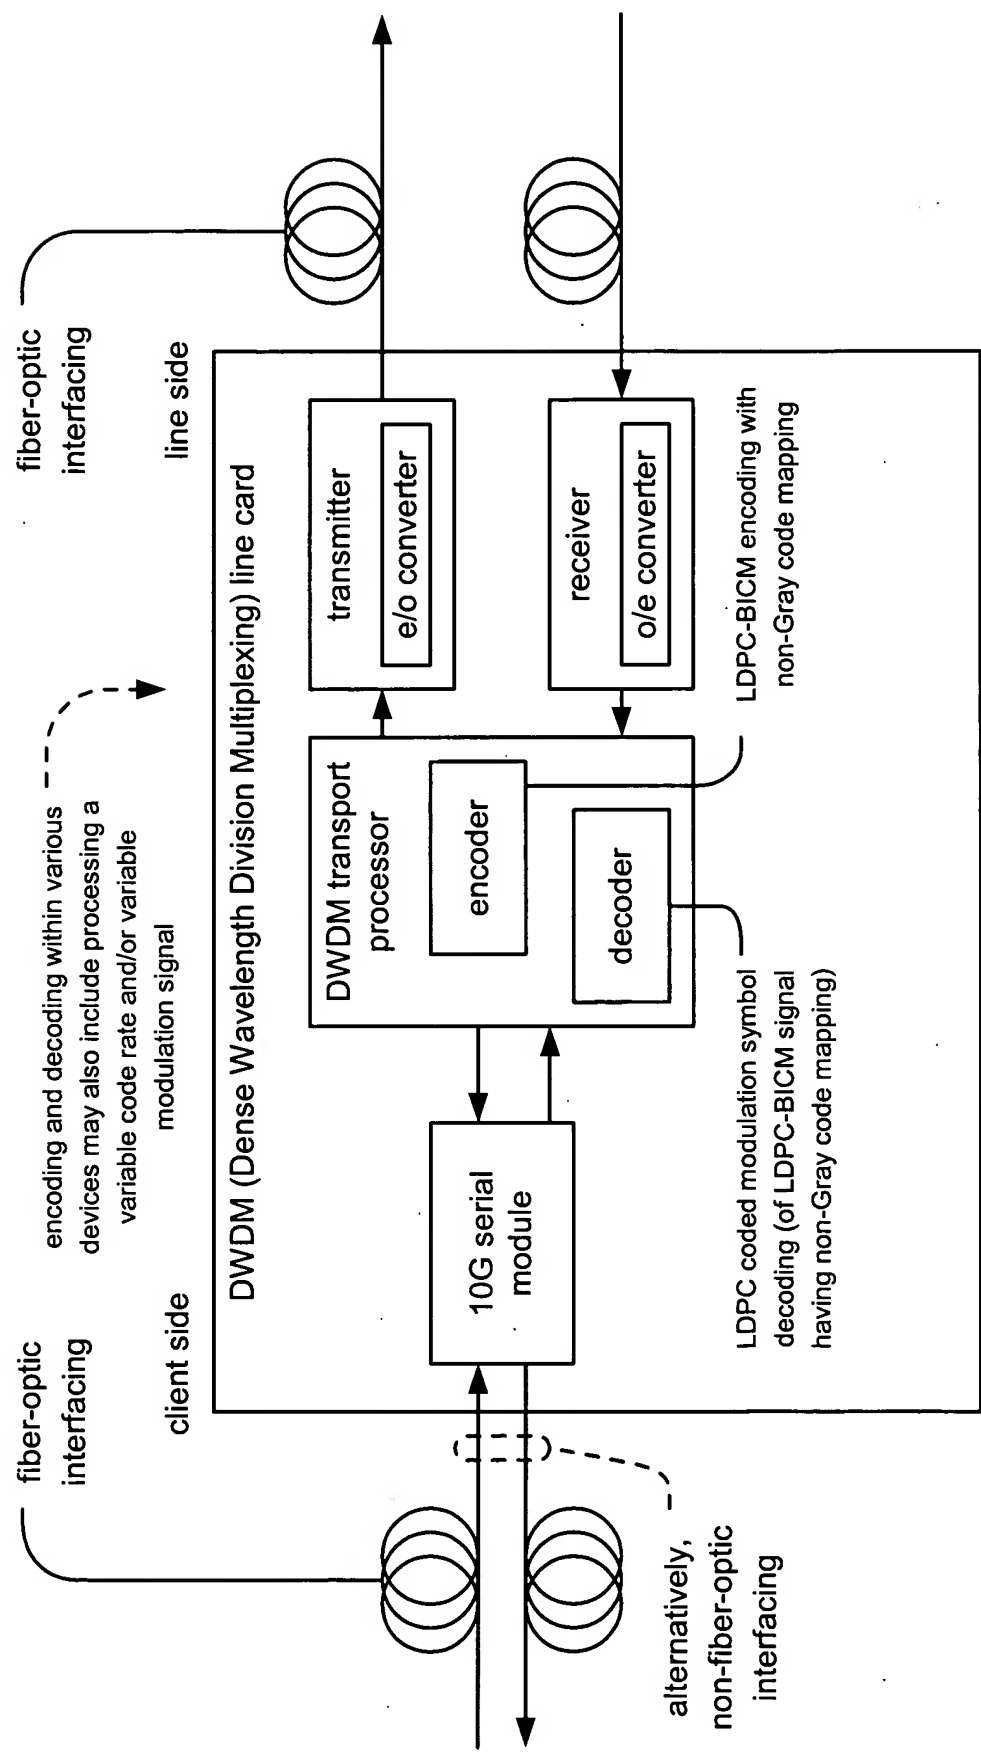 fiber-optic
interfacing
client side
encoding and decoding within various
devices may also include processing a
variable code rate and/or variable
modulation signal
fiber-optic
interfacing
line side
DWDM (Dense Wavelength Division Multiplexing) line card
10G serial
module
DWDM transport
processor
encoder
decoder
transmitter
e/o converter
receiver
o/e converter
alternatively,
non-fiber-optic
interfacing
LDPC coded modulation symbol
decoding (of LDPC-BICM signal
having non-Gray code mapping)
LDPC-BICM encoding with
non-Gray code mapping